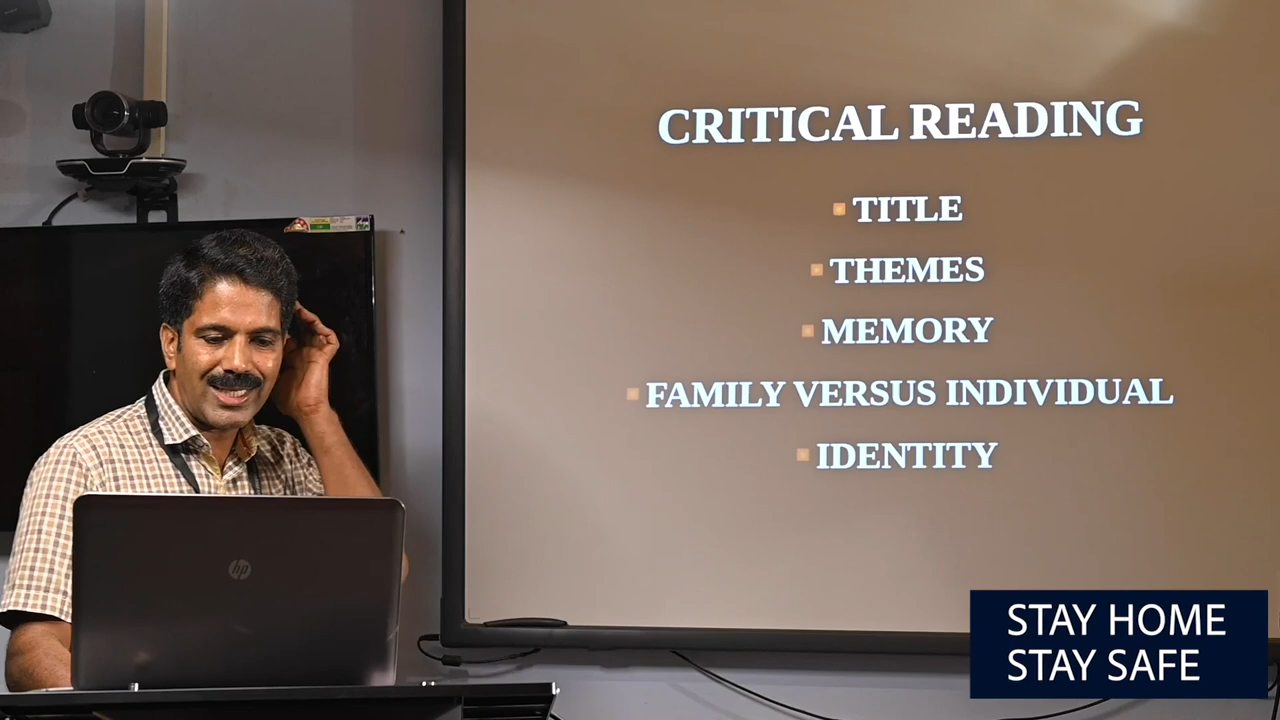 CRITICAL READING
TITLE
THEMES
MEMORY
FAMILY VERSUS INDIVIDUAL
IDENTITY
hp
STAY HOME
STAY SAFE